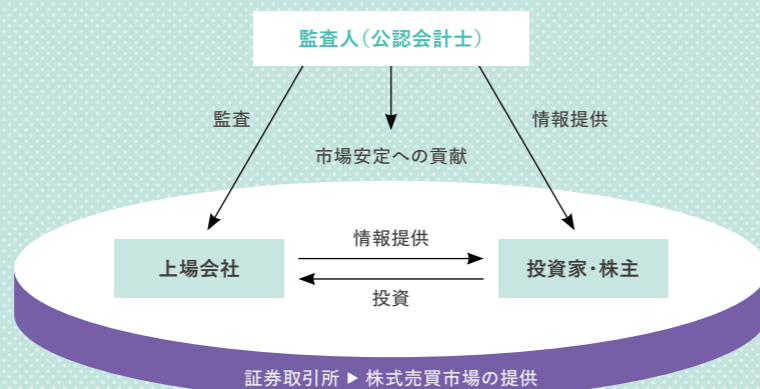 監査人（公認会計士）
監査
情報提供
市場安定への貢献
情報提供
上場会社
投資家・株主
投資
証券取引所 ▶ 株式売買市場の提供